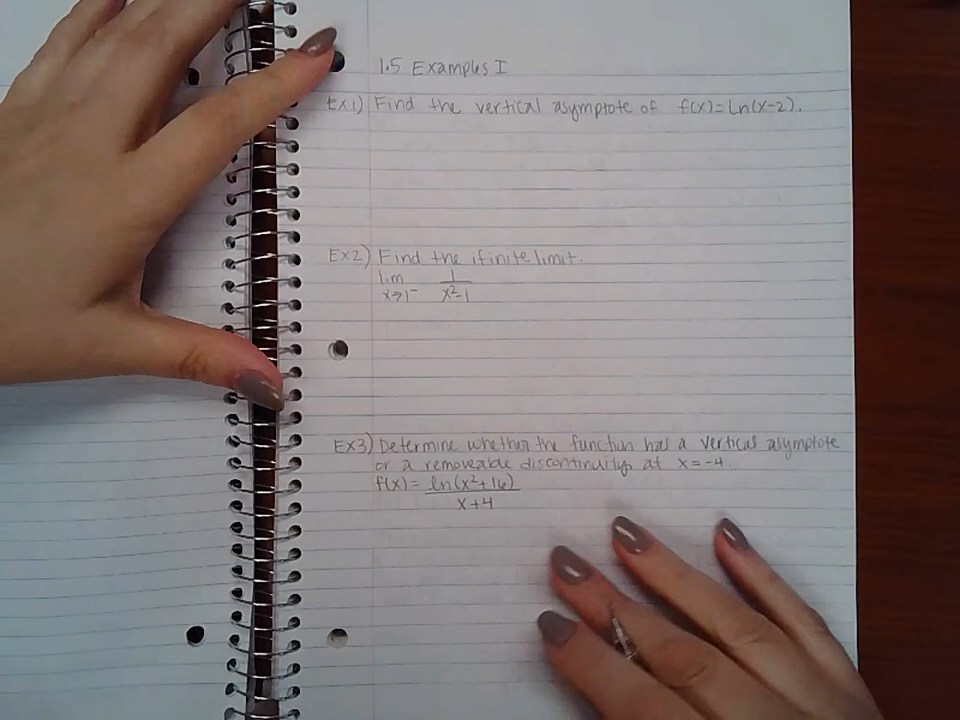 1.5 Examples I
Ex1) Find the vertical asymptote of f(x)=ln(x-2).
Ex2) Find the ifinite limit.
lim 1
x→1⁻ x²-1
Ex3) Determine whether the function has a vertical asymptote
or a removeable discontinuity at x=-4.
f(x)= ln(x²+16)
x+4